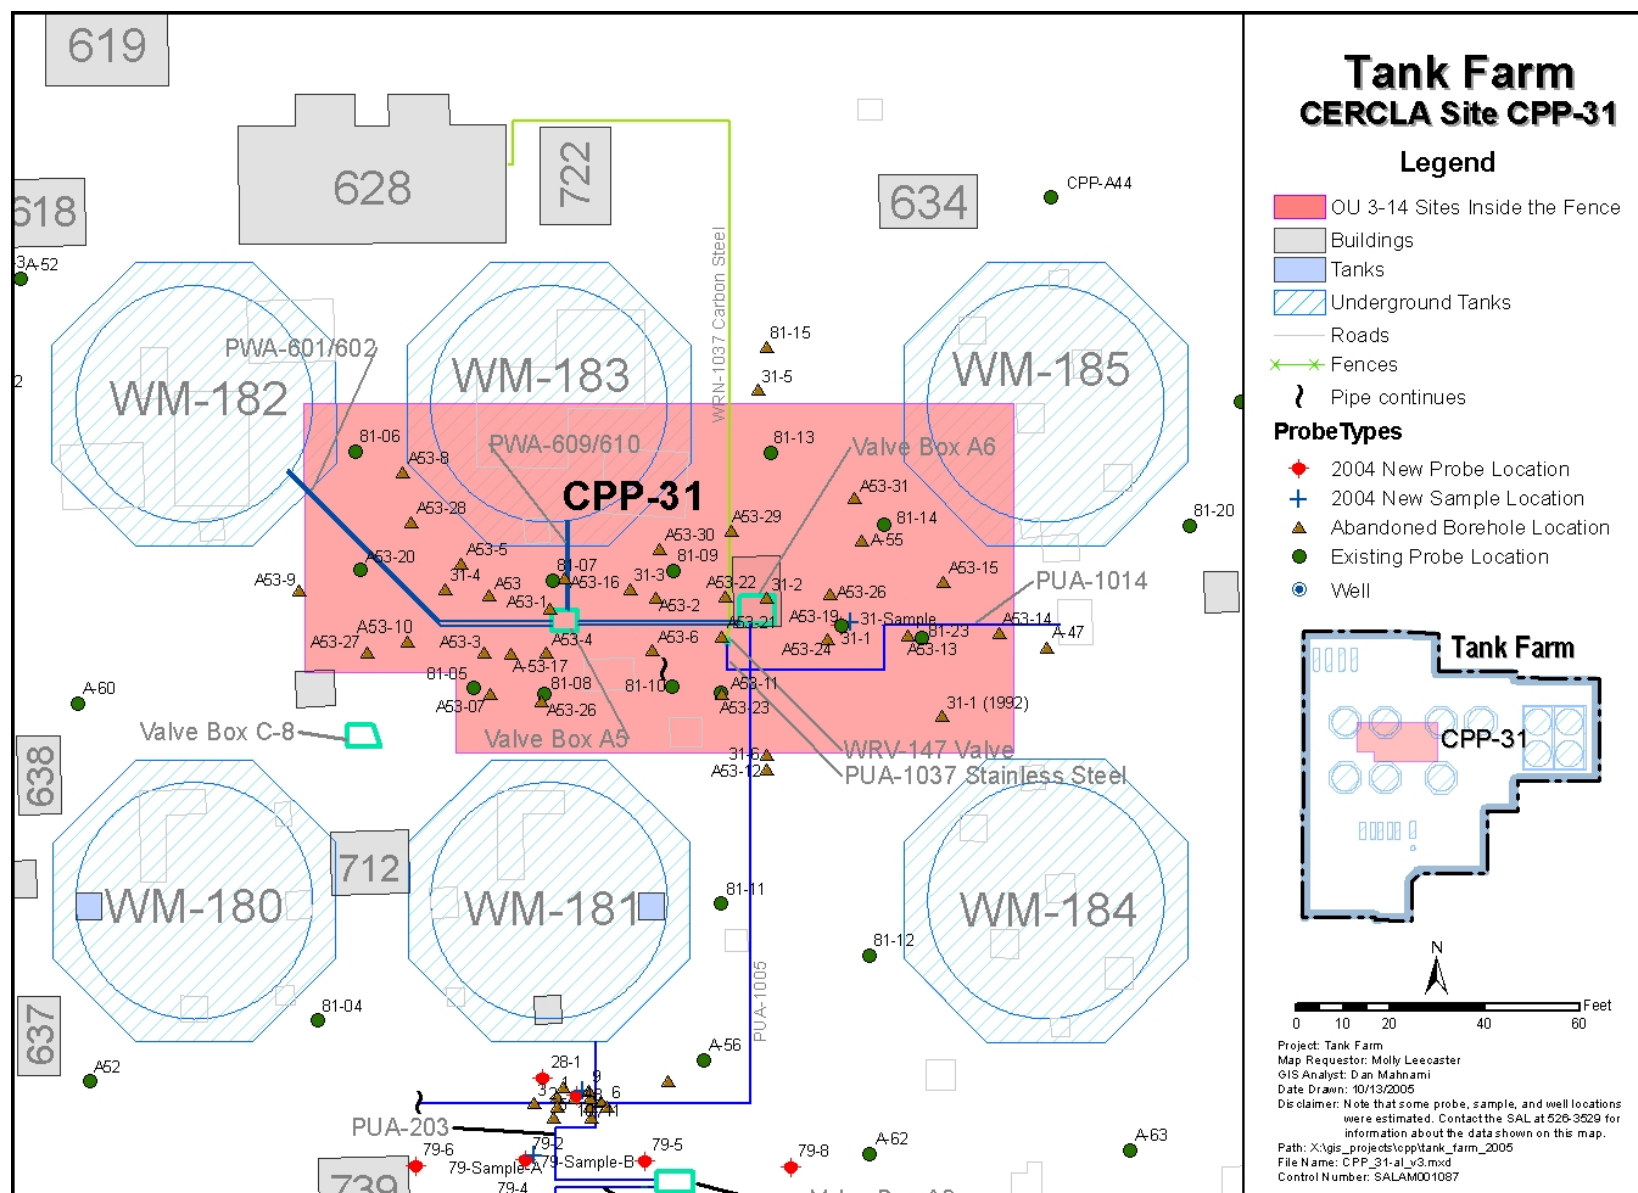 619
628
722
634
CPP-A44
618
3
A-52
WRN-1037 Carbon Steel
81-15
PWA-601/602
WM-182
WM-183
WM-185
31-5
2
81-06
PWA-609/610
81-13
Valve Box A6
A53-8
CPP-31
A53-31
A53-28
A53-29
81-14
81-20
A53-30
A-55
A53-20
A53-5
81-09
81-07
A53-9
31-4
A53
A53-16
31-3
A53-22
31-2
A53-26
A53-15
PUA-1014
A53-1
A53-2
A53-19
31-Sample
A53-14
A53-21
A53-10
A53-27
A53-3
A53-4
A53-6
A53-24
31-1
81-23
A53-13
A-47
A-53-17
81-05
81-08
81-10
A53-11
A-60
A53-07
A53-26
A53-23
31-1 (1992)
Valve Box C-8
Valve Box A5
31-6
WRV-147 Valve
A53-12
PUA-1037 Stainless Steel
638
712
WM-180
WM-181
WM-184
81-11
81-12
PUA-1005
81-04
637
A52
A-56
28-1
9
3
6
PUA-203
79-6
79-2
79-5
79-8
A-62
A-63
79-Sample-A
79-Sample-B
79-4
739
Tank Farm
CERCLA Site CPP-31
Legend
OU 3-14 Sites Inside the Fence
Buildings
Tanks
Underground Tanks
Roads
Fences
Pipe continues
ProbeTypes
2004 New Probe Location
2004 New Sample Location
Abandoned Borehole Location
Existing Probe Location
Well
Tank Farm
CPP-31
N
Feet
0 10 20 40 60
Project: Tank Farm
Map Requestor: Molly Leecaster
GIS Analyst: Dan Mahnami
Date Drawn: 10/13/2005
Disclaimer: Note that some probe, sample, and well locations
were estimated. Contact the SAL at 526-3529 for
information about the data shown on this map.
Path: X:\gis_projects\cpp\tank_farm_2005
File Name: CPP_31-al_v3.mxd
Control Number: SALAM001087